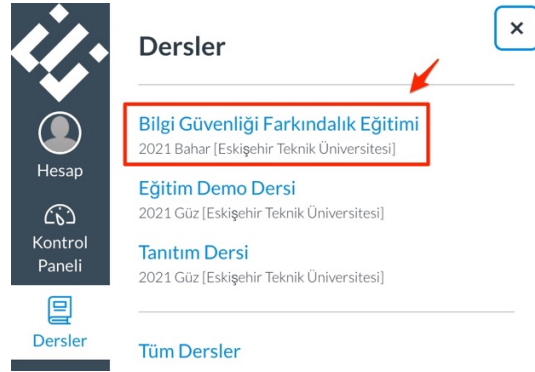 Dersler
×
Bilgi Güvenliği Farkındalık Eğitimi
2021 Bahar [Eskişehir Teknik Üniversitesi]
Eğitim Demo Dersi
2021 Güz [Eskişehir Teknik Üniversitesi]
Tanıtım Dersi
2021 Güz [Eskişehir Teknik Üniversitesi]
Tüm Dersler
Hesap
Kontrol
Paneli
Dersler